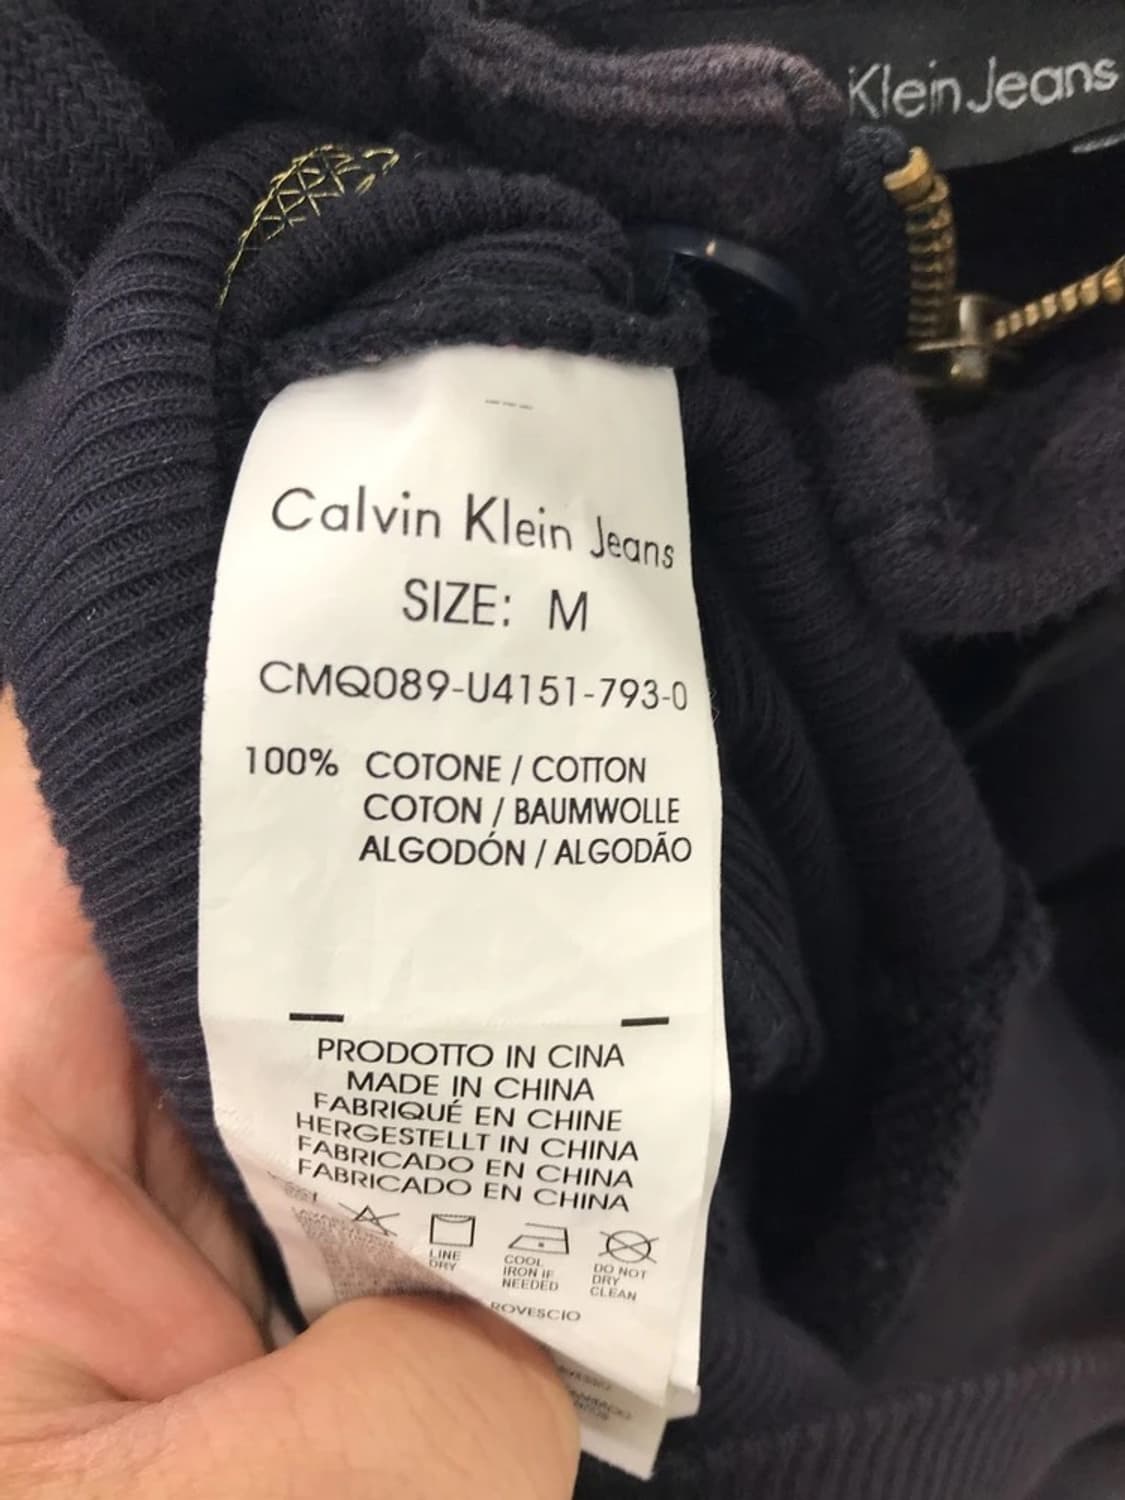 Klein Jeans
Calvin Klein Jeans
SIZE: M
CMQ089-U4151-793-0
100% COTONE / COTTON
COTON / BAUMWOLLE
ALGODÓN / ALGODÃO
PRODOTTO IN CINA
MADE IN CHINA
FABRIQUÉ EN CHINE
HERGESTELLT IN CHINA
FABRICADO EN CHINA
FABRICADO EN CHINA
LINE
DRY
COOL
IRON IF
NEEDED
DO NOT
DRY
CLEAN
ROVESCIO